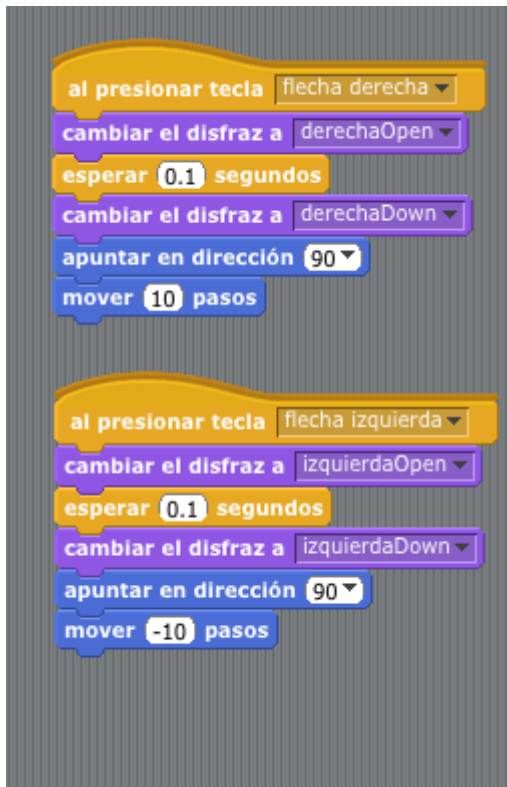 al presionar tecla flecha derecha
cambiar el disfraz a derechaOpen
esperar 0.1 segundos
cambiar el disfraz a derechaDown
apuntar en dirección 90
mover 10 pasos
al presionar tecla flecha izquierda
cambiar el disfraz a izquierdaOpen
esperar 0.1 segundos
cambiar el disfraz a izquierdaDown
apuntar en dirección 90
mover -10 pasos